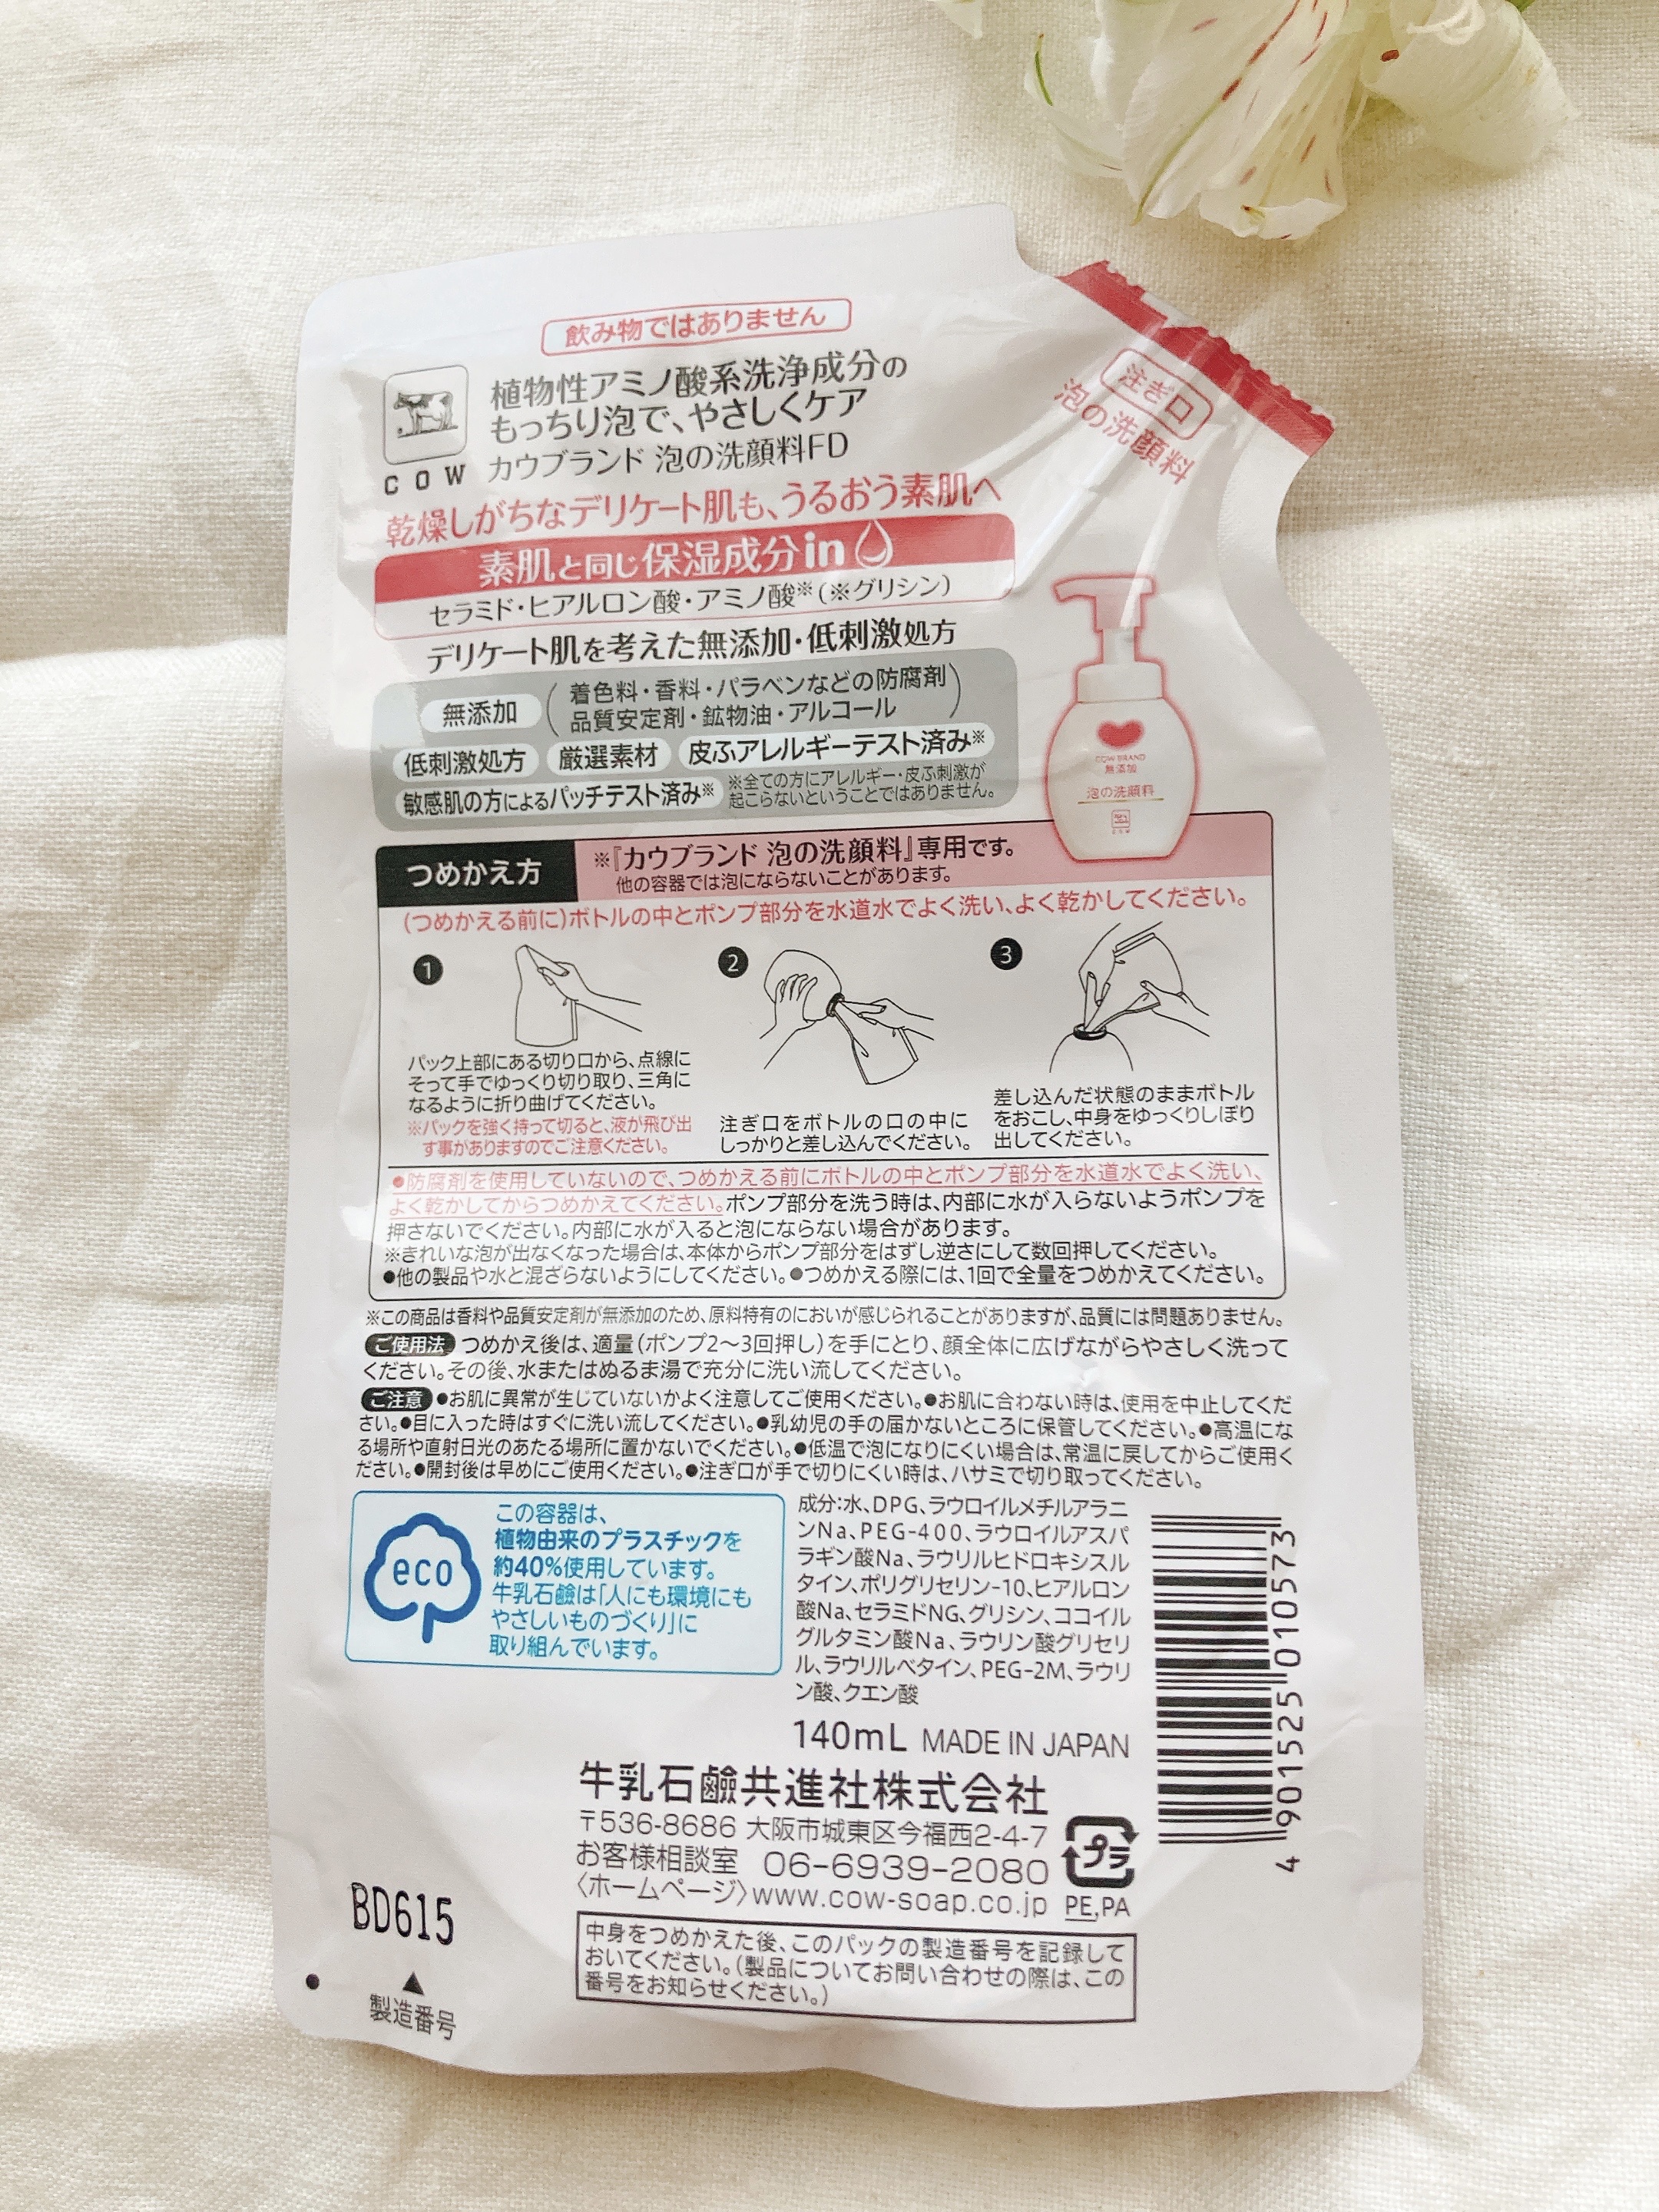 飲み物ではありません
植物性アミノ酸系洗浄成分の
もっちり泡で、やさしくケア
COW
カウブランド 泡の洗顔料FD
乾燥しがちなデリケート肌も、うるおう素肌へ
素肌と同じ保湿成分in
セラミド・ヒアルロン酸・アミノ酸※(※グリシン)
デリケート肌を考えた無添加・低刺激処方
無添加
着色料・香料・パラベンなどの防腐剤
品質安定剤・鉱物油・アルコール
低刺激処方 厳選素材 皮ふアレルギーテスト済み※
敏感肌の方によるパッチテスト済み※
※全ての方にアレルギー・皮ふ刺激が
起こらないということではありません。
注ぎ口
泡の洗顔料
COW BRAND
無添加
泡の洗顔料
COW
つめかえ方
※『カウブランド 泡の洗顔料』専用です。
他の容器では泡にならないことがあります。
(つめかえる前に)ボトルの中とポンプ部分を水道水でよく洗い、よく乾かしてください。
1
パック上部にある切り口から、点線に
そって手でゆっくり切り取り、三角に
なるように折り曲げてください。
※パックを強く持って切ると、液が飛び出
す事がありますのでご注意ください。
2
注ぎ口をボトルの口の中に
しっかりと差し込んでください。
3
差し込んだ状態のままボトル
をおこし、中身をゆっくりしぼり
出してください。
●防腐剤を使用していないので、つめかえる前にボトルの中とポンプ部分を水道水でよく洗い、
よく乾かしてからつめかえてください。ポンプ部分を洗う時は、内部に水が入らないようポンプを
押さないでください。内部に水が入ると泡にならない場合があります。
※きれいな泡が出なくなった場合は、本体からポンプ部分をはずし逆さにして数回押してください。
●他の製品や水と混ざらないようにしてください。●つめかえる際には、1回で全量をつめかえてください。
※この商品は香料や品質安定剤が無添加のため、原料特有のにおいが感じられることがありますが、品質には問題ありません。
ご使用法 つめかえ後は、適量(ポンプ2〜3回押し)を手にとり、顔全体に広げながらやさしく洗って
ください。その後、水またはぬるま湯で充分に洗い流してください。
ご注意 ●お肌に異常が生じていないかよく注意してご使用ください。●お肌に合わない時は、使用を中止してくだ
さい。●目に入った時はすぐに洗い流してください。●乳幼児の手の届かないところに保管してください。●高温にな
る場所や直射日光のあたる場所に置かないでください。●低温で泡になりにくい場合は、常温に戻してからご使用く
ださい。●開封後は早めにご使用ください。●注ぎ口が手で切りにくい時は、ハサミで切り取ってください。
eco
この容器は、
植物由来のプラスチックを
約40%使用しています。
牛乳石鹼は「人にも環境にも
やさしいものづくり」に
取り組んでいます。
成分:水、DPG、ラウロイルメチルアラニ
ンNa、PEG-400、ラウロイルアスパ
ラギン酸Na、ラウリルヒドロキシスル
タイン、ポリグリセリン-10、ヒアルロン
酸Na、セラミドNG、グリシン、ココイル
グルタミン酸Na、ラウリン酸グリセリ
ル、ラウリルベタイン、PEG-2M、ラウリ
ン酸、クエン酸
4 901525 010573
140mL MADE IN JAPAN
牛乳石鹼共進社株式会社
〒536-8686 大阪市城東区今福西2-4-7
お客様相談室 06-6939-2080
〈ホームページ〉www.cow-soap.co.jp
プラ
PE,PA
中身をつめかえた後、このパックの製造番号を記録して
おいてください。(製品についてお問い合わせの際は、この
番号をお知らせください。)
BD615
▲
製造番号